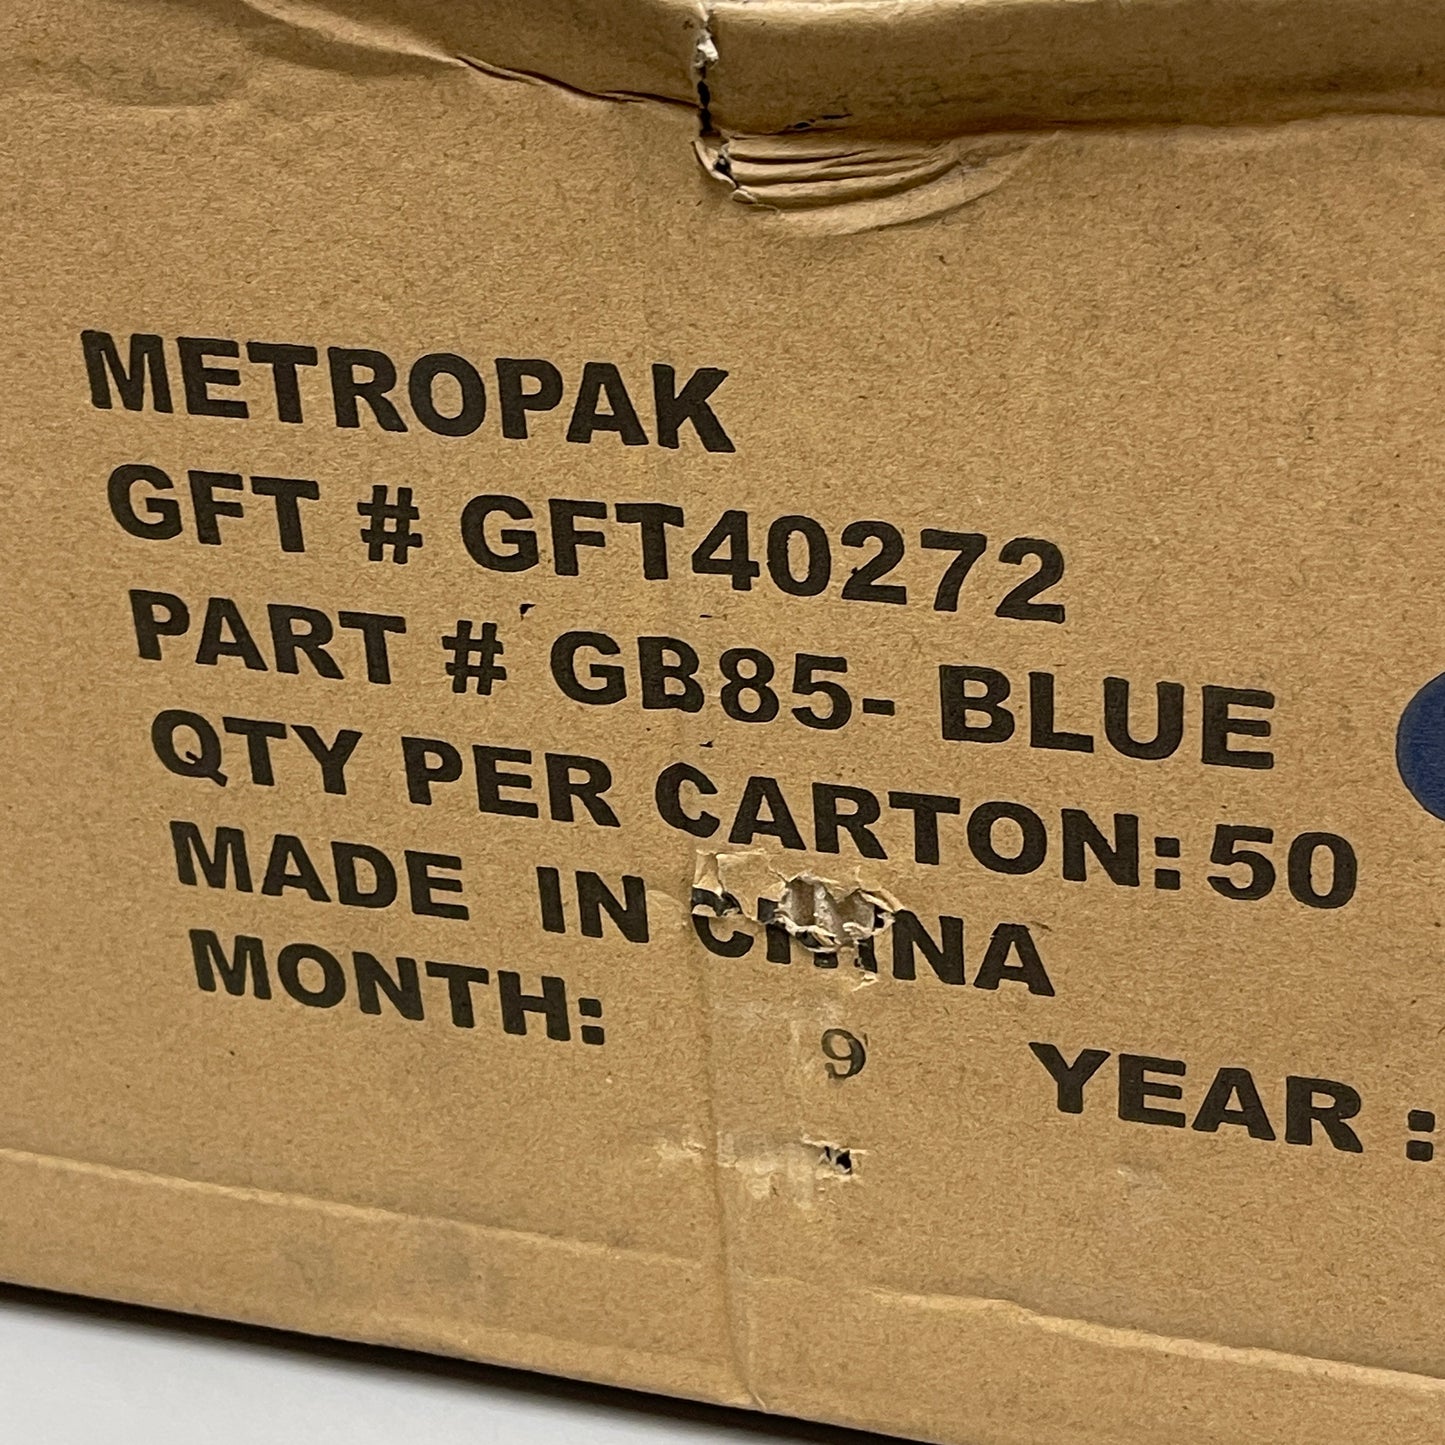 METROPAK
GFT # GFT40272
PART # GB85- BLUE
QTY PER CARTON: 50
MADE IN CHINA
MONTH: 9 YEAR :